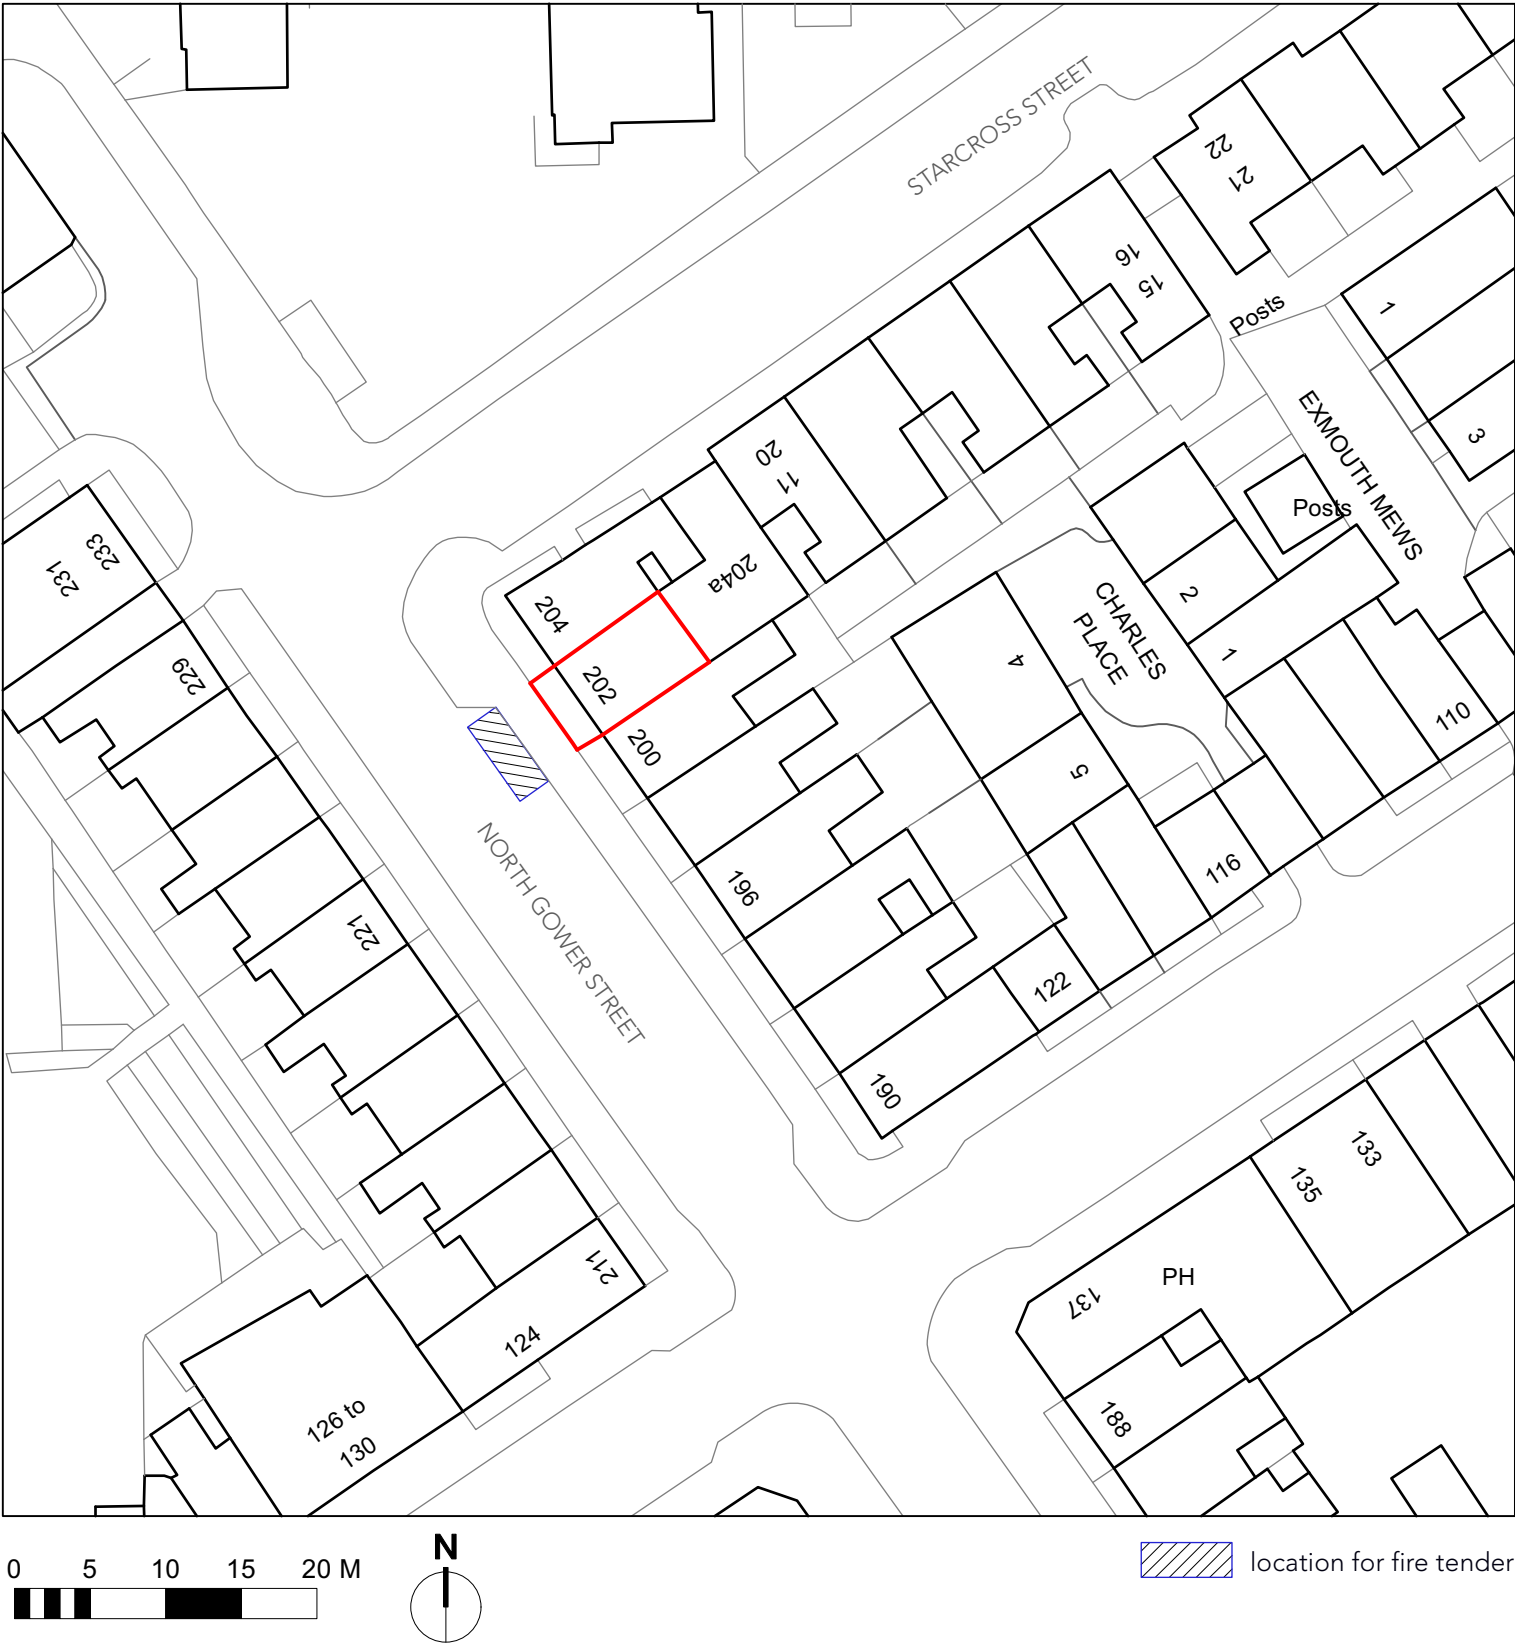 STARCROSS STREET
22
21
16
15
Posts
1
3
EXMOUTH MEWS
Posts
20
11
204a
204
202
200
233
231
229
CHARLES
PLACE
2
1
4
5
110
116
122
196
190
NORTH GOWER STREET
221
211
124
126 to
130
133
135
PH
137
188
0 5 10 15 20 M
N
location for fire tender